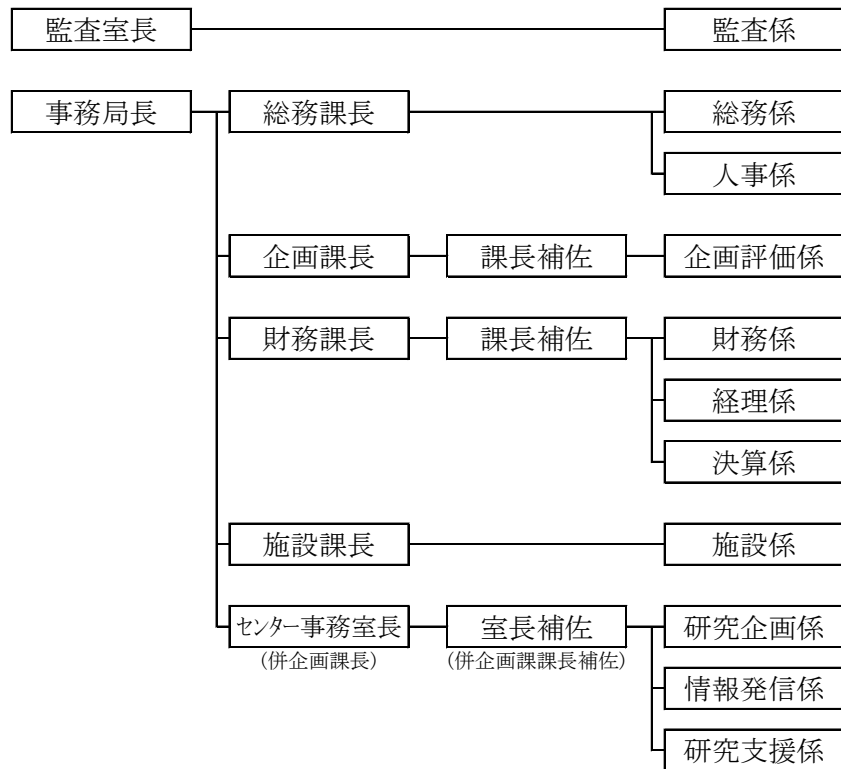 監査室長 監査係
事務局長 総務課長 総務係
人事係
企画課長 課長補佐 企画評価係
財務課長 課長補佐 財務係
経理係
決算係
施設課長 施設係
センター事務室長 室長補佐 研究企画係
(併企画課長) (併企画課課長補佐)
情報発信係
研究支援係